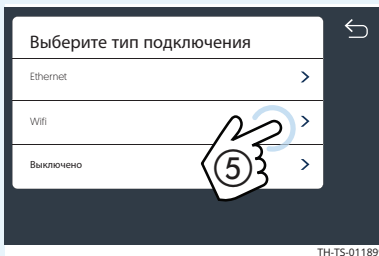 Выберите тип подключения
Ethernet
Wifi
Выключено
5
TH-TS-01189